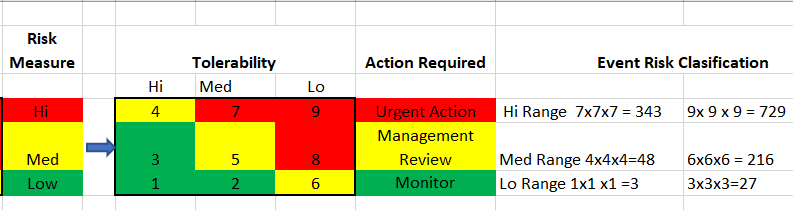 Risk
Measure Tolerability Action Required Event Risk Clasification
Hi Med Lo
Hi 4 7 9 Urgent Action Hi Range 7x7x7 = 343 9x 9 x 9 = 729
Management
Med 3 5 8 Review Med Range 4x4x4=48 6x6x6 = 216
Low 1 2 6 Monitor Lo Range 1x1 x1 =3 3x3x3=27